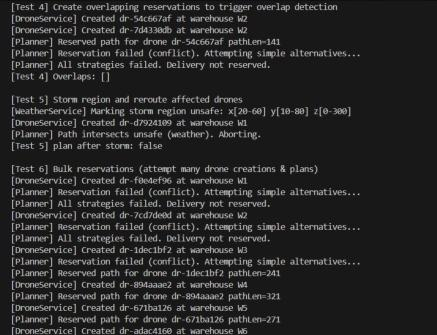 [Test 4] Create overlapping reservations to trigger overlap detection
[DroneService] Created dr-54c667af at warehouse W2
[DroneService] Created dr-7d4330db at warehouse W2
[Planner] Reserved path for drone dr-54c667af pathLen=141
[Planner] Reservation failed (conflict). Attempting simple alternatives...
[Planner] All strategies failed. Delivery not reserved.
[Test 4] Overlaps: []
[Test 5] Storm region and reroute affected drones
[WeatherService] Marking storm region unsafe: x[20-60] y[10-80] z[0-300]
[DroneService] Created dr-d7924109 at warehouse W1
[Planner] Path intersects unsafe (weather). Aborting.
[Test 5] plan after storm: false
[Test 6] Bulk reservations (attempt many drone creations & plans)
[DroneService] Created dr-f0e4ef96 at warehouse W1
[Planner] Reservation failed (conflict). Attempting simple alternatives...
[Planner] All strategies failed. Delivery not reserved.
[DroneService] Created dr-7cd7de0d at warehouse W2
[Planner] Reservation failed (conflict). Attempting simple alternatives...
[Planner] All strategies failed. Delivery not reserved.
[DroneService] Created dr-1dec1bf2 at warehouse W3
[Planner] Reserved path for drone dr-1dec1bf2 pathLen=241
[DroneService] Created dr-894aaae2 at warehouse W4
[Planner] Reserved path for drone dr-894aaae2 pathLen=321
[DroneService] Created dr-671ba126 at warehouse W5
[Planner] Reserved path for drone dr-671ba126 pathLen=271
[DroneService] Created dr-adac4160 at warehouse W6